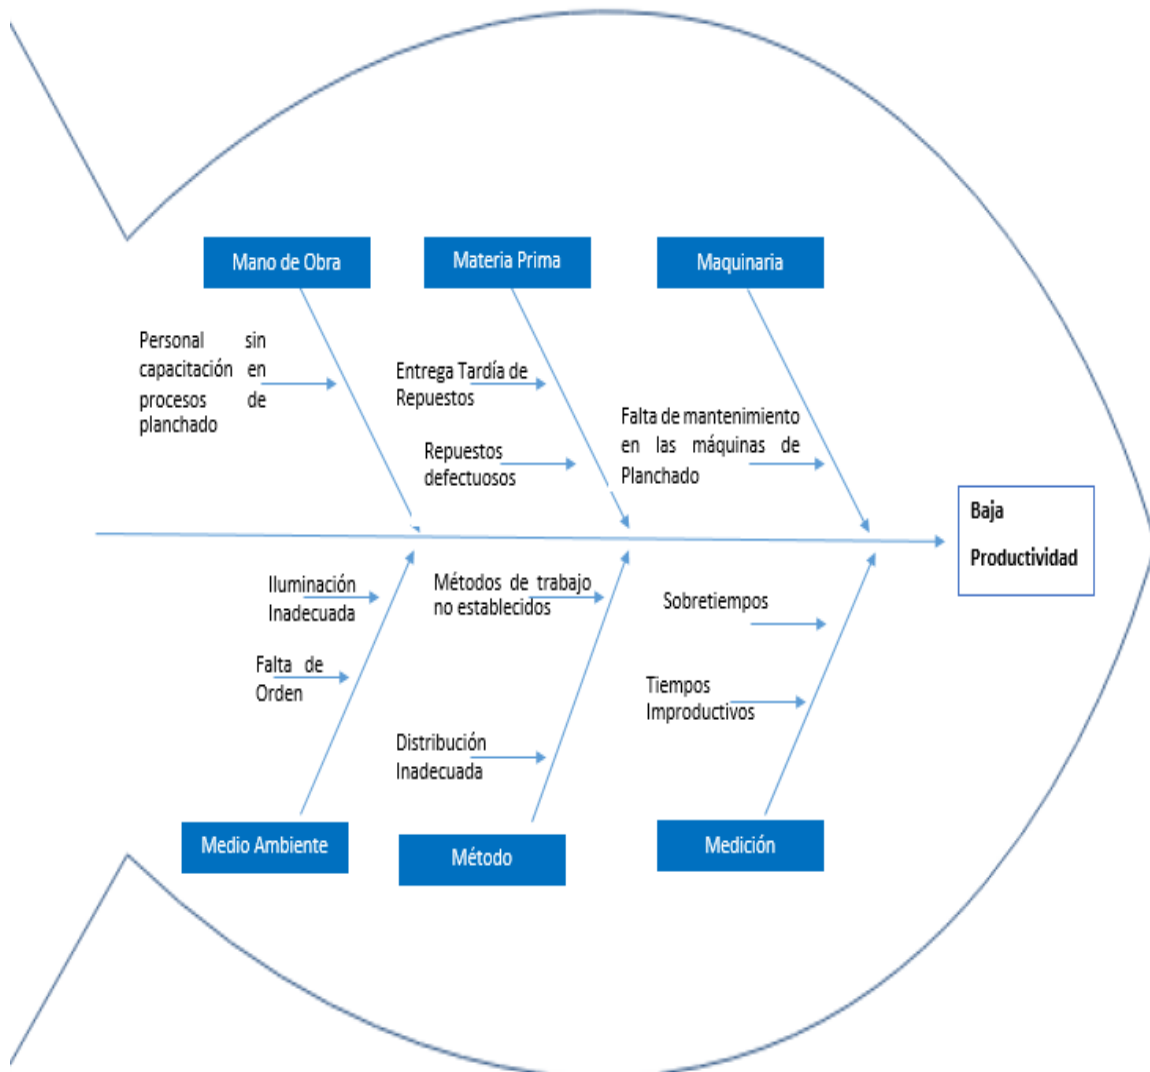 Mano de Obra
Materia Prima
Maquinaria
Personal sin
capacitación en
procesos de
planchado
Entrega Tardía de
Repuestos
Repuestos
defectuosos
Falta de mantenimiento
en las máquinas de
Planchado
Baja
Productividad
Iluminación
Inadecuada
Falta de
Orden
Métodos de trabajo
no establecidos
Distribución
Inadecuada
Sobretiempos
Tiempos
Improductivos
Medio Ambiente
Método
Medición